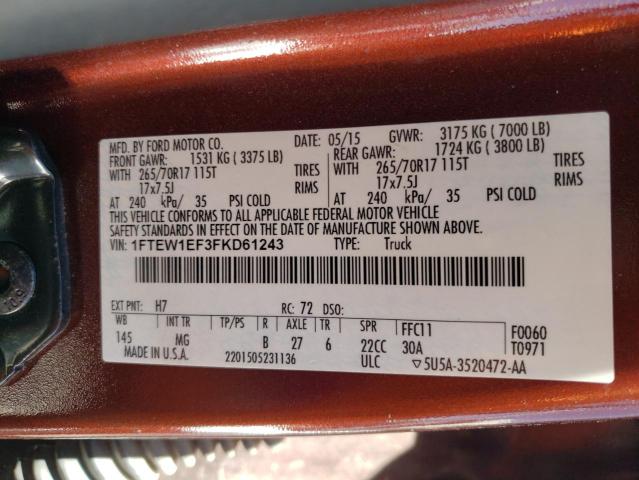 MFD. BY FORD MOTOR CO.
DATE: 05/15 GVWR: 3175 KG ( 7000 LB)
FRONT GAWR: 1531 KG ( 3375 LB)
REAR GAWR: 1724 KG ( 3800 LB)
WITH 265/70R17 115T TIRES
WITH 265/70R17 115T TIRES
17x7.5J RIMS
17x7.5J RIMS
AT 240 kPa/ 35 PSI COLD
AT 240 kPa/ 35 PSI COLD
THIS VEHICLE CONFORMS TO ALL APPLICABLE FEDERAL MOTOR VEHICLE
SAFETY STANDARDS IN EFFECT ON THE DATE OF MANUFACTURE SHOWN ABOVE.
VIN: 1FTEW1EF3FKD61243 TYPE: Truck
EXT PNT: H7 RC: 72 DSO:
WB INT TR TP/PS R AXLE TR SPR FFC11 F0060
145 MG B 27 6 22CC 30A T0971
MADE IN U.S.A. 2201505231136 ULC ▽5U5A-3520472-AA